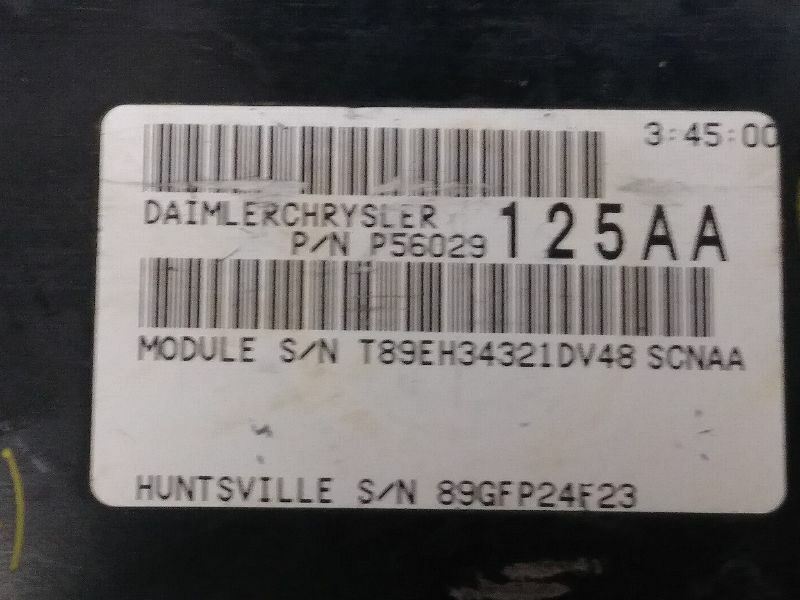 3:45:00
DAIMLERCHRYSLER
P/N P56029 125AA
MODULE S/N T89EH34321DV48 SCNAA
HUNTSVILLE S/N 89GFP24F23